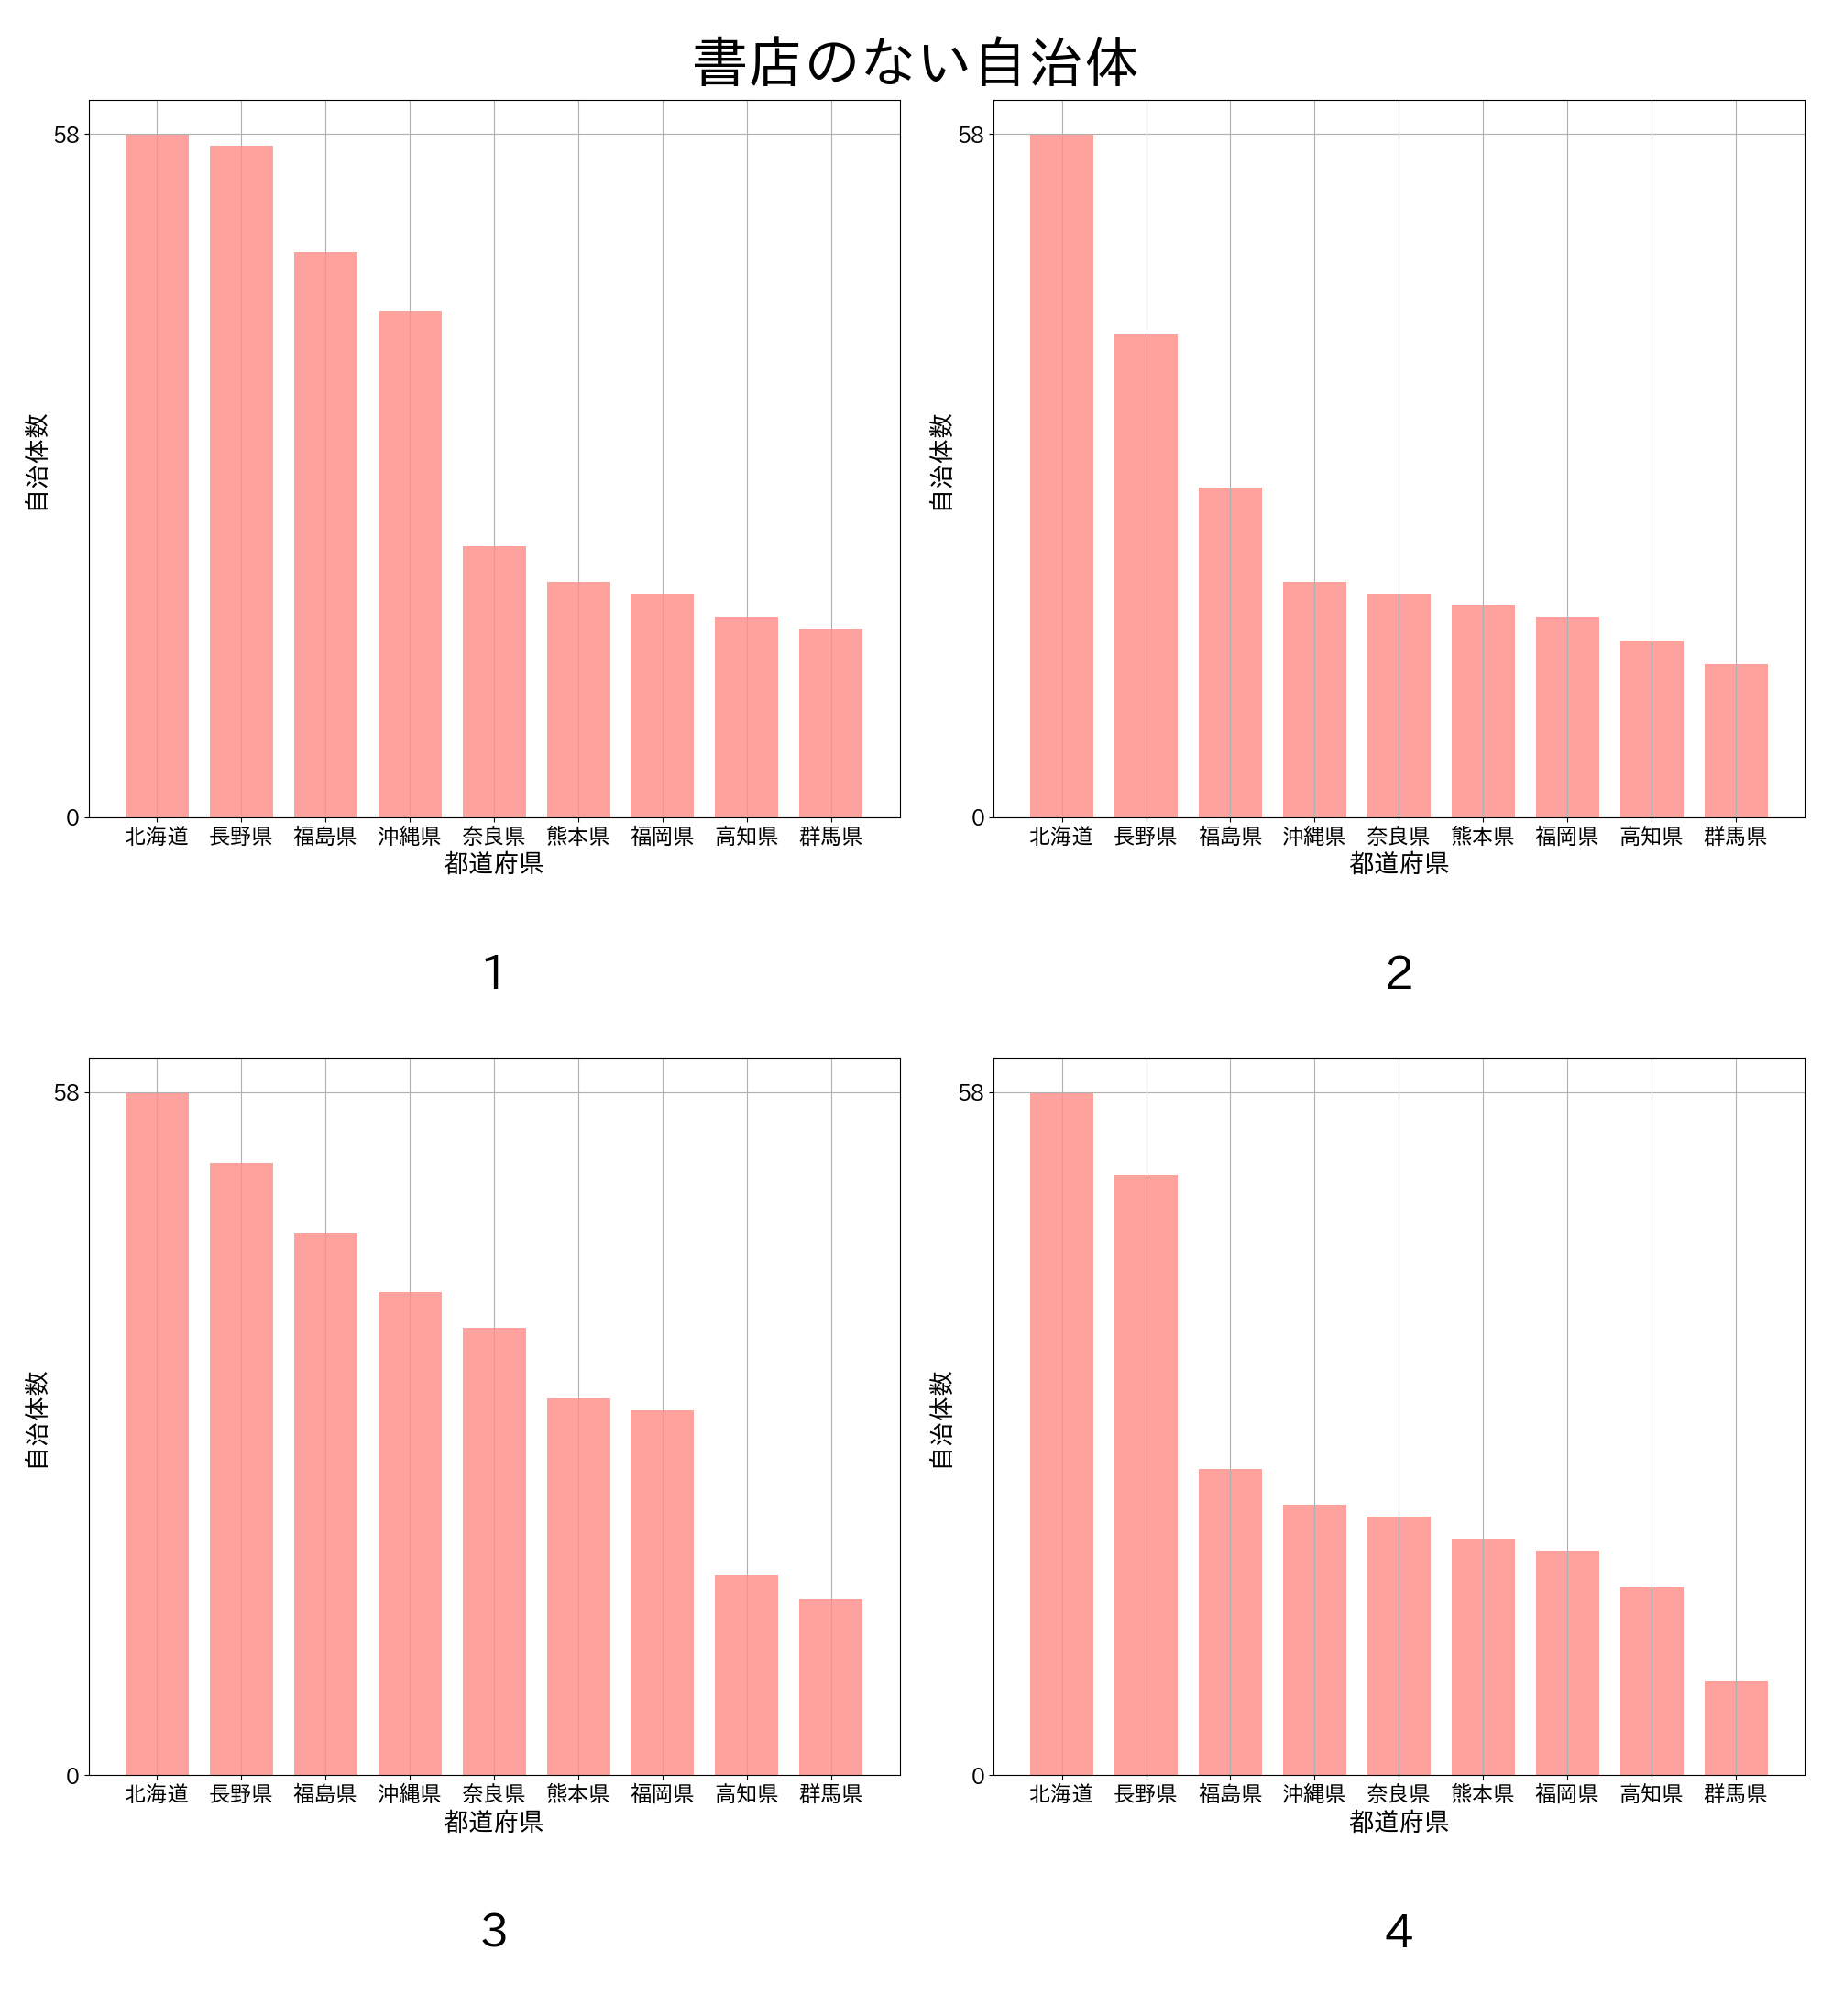 書店のない自治体
58
0
自治体数
北海道 長野県 福島県 沖縄県 奈良県 熊本県 福岡県 高知県 群馬県
都道府県
1
58
0
自治体数
北海道 長野県 福島県 沖縄県 奈良県 熊本県 福岡県 高知県 群馬県
都道府県
2
58
0
自治体数
北海道 長野県 福島県 沖縄県 奈良県 熊本県 福岡県 高知県 群馬県
都道府県
3
58
0
自治体数
北海道 長野県 福島県 沖縄県 奈良県 熊本県 福岡県 高知県 群馬県
都道府県
4